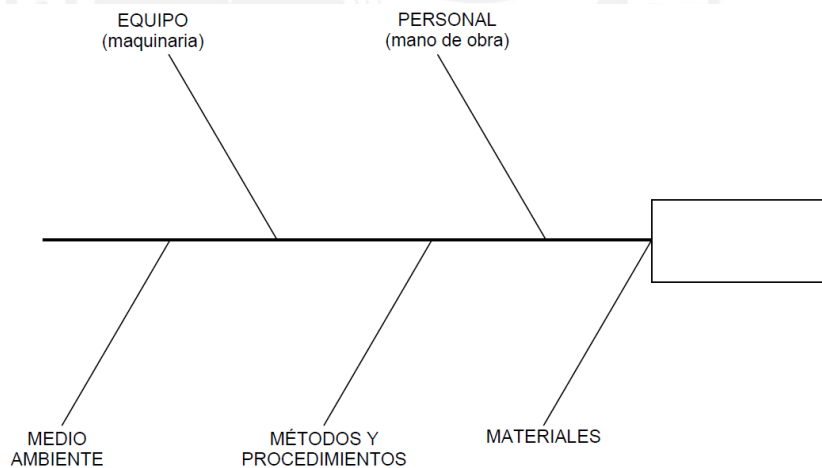 EQUIPO
(maquinaria)
PERSONAL
(mano de obra)
MEDIO
AMBIENTE
MÉTODOS Y
PROCEDIMIENTOS
MATERIALES